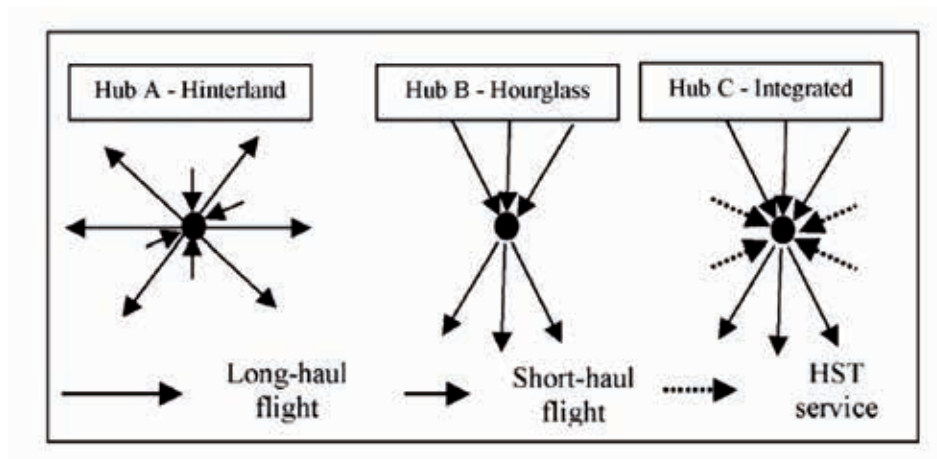 Hub A - Hinterland
Hub B - Hourglass
Hub C - Integrated
Long-haul
flight
Short-haul
flight
HST
service